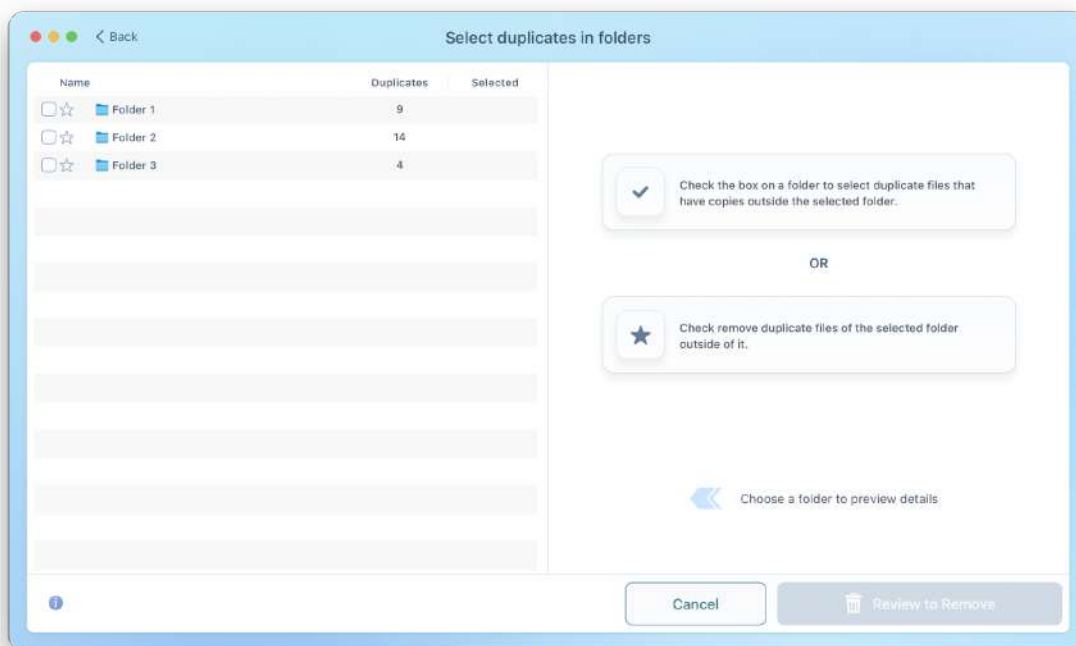 Back
Select duplicates in folders
Name Duplicates Selected
Folder 1 9
Folder 2 14
Folder 3 4
Check the box on a folder to select duplicate files that
have copies outside the selected folder.
OR
Check remove duplicate files of the selected folder
outside of it.
Choose a folder to preview details
Cancel
Review to Remove